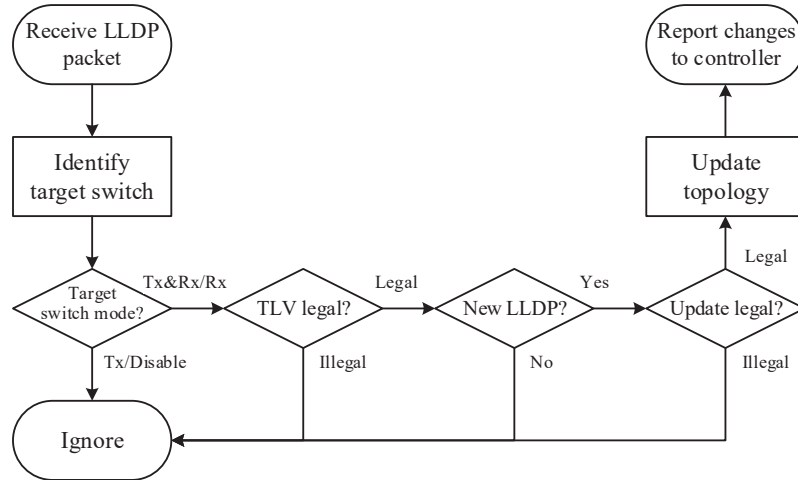 Receive LLDP
packet
Report changes
to controller
Identify
target switch
Update
topology
Legal
Target
switch mode?
Tx&Rx/Rx
TLV legal?
Legal
New LLDP?
Yes
Update legal?
Tx/Disable
Illegal
No
Illegal
Ignore